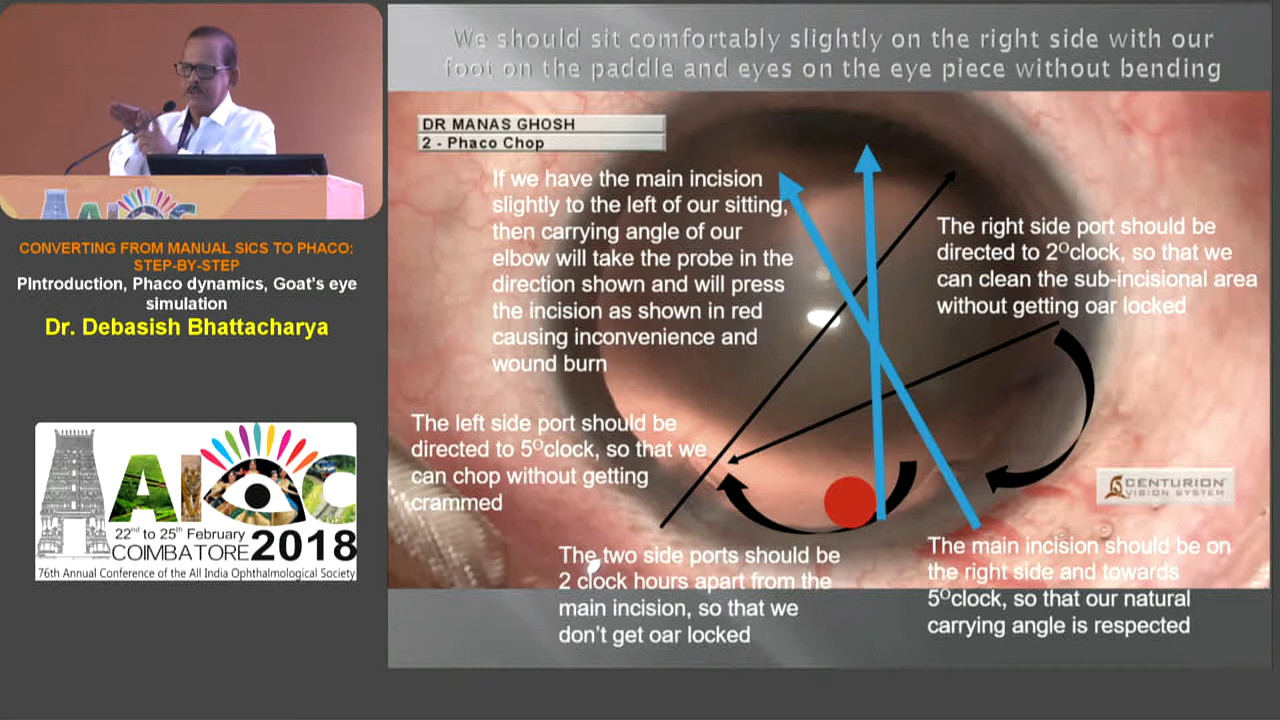 We should sit comfortably slightly on the right side with our
foot on the paddle and eyes on the eye piece without bending
DR MANAS GHOSH
2 - Phaco Chop
If we have the main incision
slightly to the left of our sitting,
then carrying angle of our
elbow will take the probe in the
direction shown and will press
the incision as shown in red
causing inconvenience and
wound burn
The right side port should be
directed to 2Oclock, so that we
can clean the sub-incisional area
without getting oar locked
The left side port should be
directed to 5Oclock, so that we
can chop without getting
crammed
CENTURION
VISION SYSTEM
The two side ports should be
2 clock hours apart from the
main incision, so that we
don't get oar locked
The main incision should be on
the right side and towards
5Oclock, so that our natural
carrying angle is respected
AIOC
CONVERTING FROM MANUAL SICS TO PHACO:
STEP-BY-STEP
PIntroduction, Phaco dynamics, Goat's eye
simulation
Dr. Debasish Bhattacharya
AIOC
22nd to 25th February
COIMBATORE 2018
76th Annual Conference of the All India Ophthalmological Society